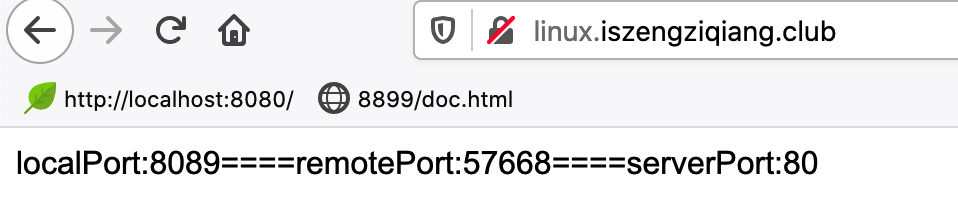 linux.iszengziqiang.club
http://localhost:8080/ 8899/doc.html
localPort:8089====remotePort:57668====serverPort:80